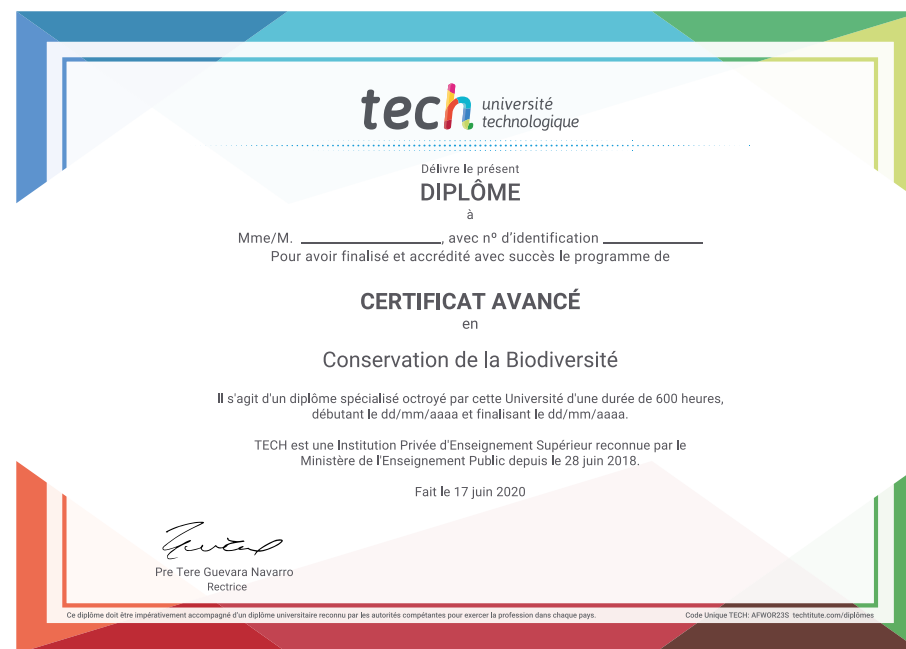 tech université
technologique
Délivre le présent
DIPLÔME
à
Mme/M. ____________________, avec nº d'identification ______________
Pour avoir finalisé et accrédité avec succès le programme de
CERTIFICAT AVANCÉ
en
Conservation de la Biodiversité
Il s'agit d'un diplôme spécialisé octroyé par cette Université d'une durée de 600 heures,
débutant le dd/mm/aaaa et finalisant le dd/mm/aaaa.
TECH est une Institution Privée d'Enseignement Supérieur reconnue par le
Ministère de l'Enseignement Public depuis le 28 juin 2018.
Fait le 17 juin 2020
Pre Tere Guevara Navarro
Rectrice
Ce diplôme doit être impérativement accompagné d'un diplôme universitaire reconnu par les autorités compétantes pour exercer la profession dans chaque pays. Code Unique TECH: AFWOR23S techtitute.com/diplômes